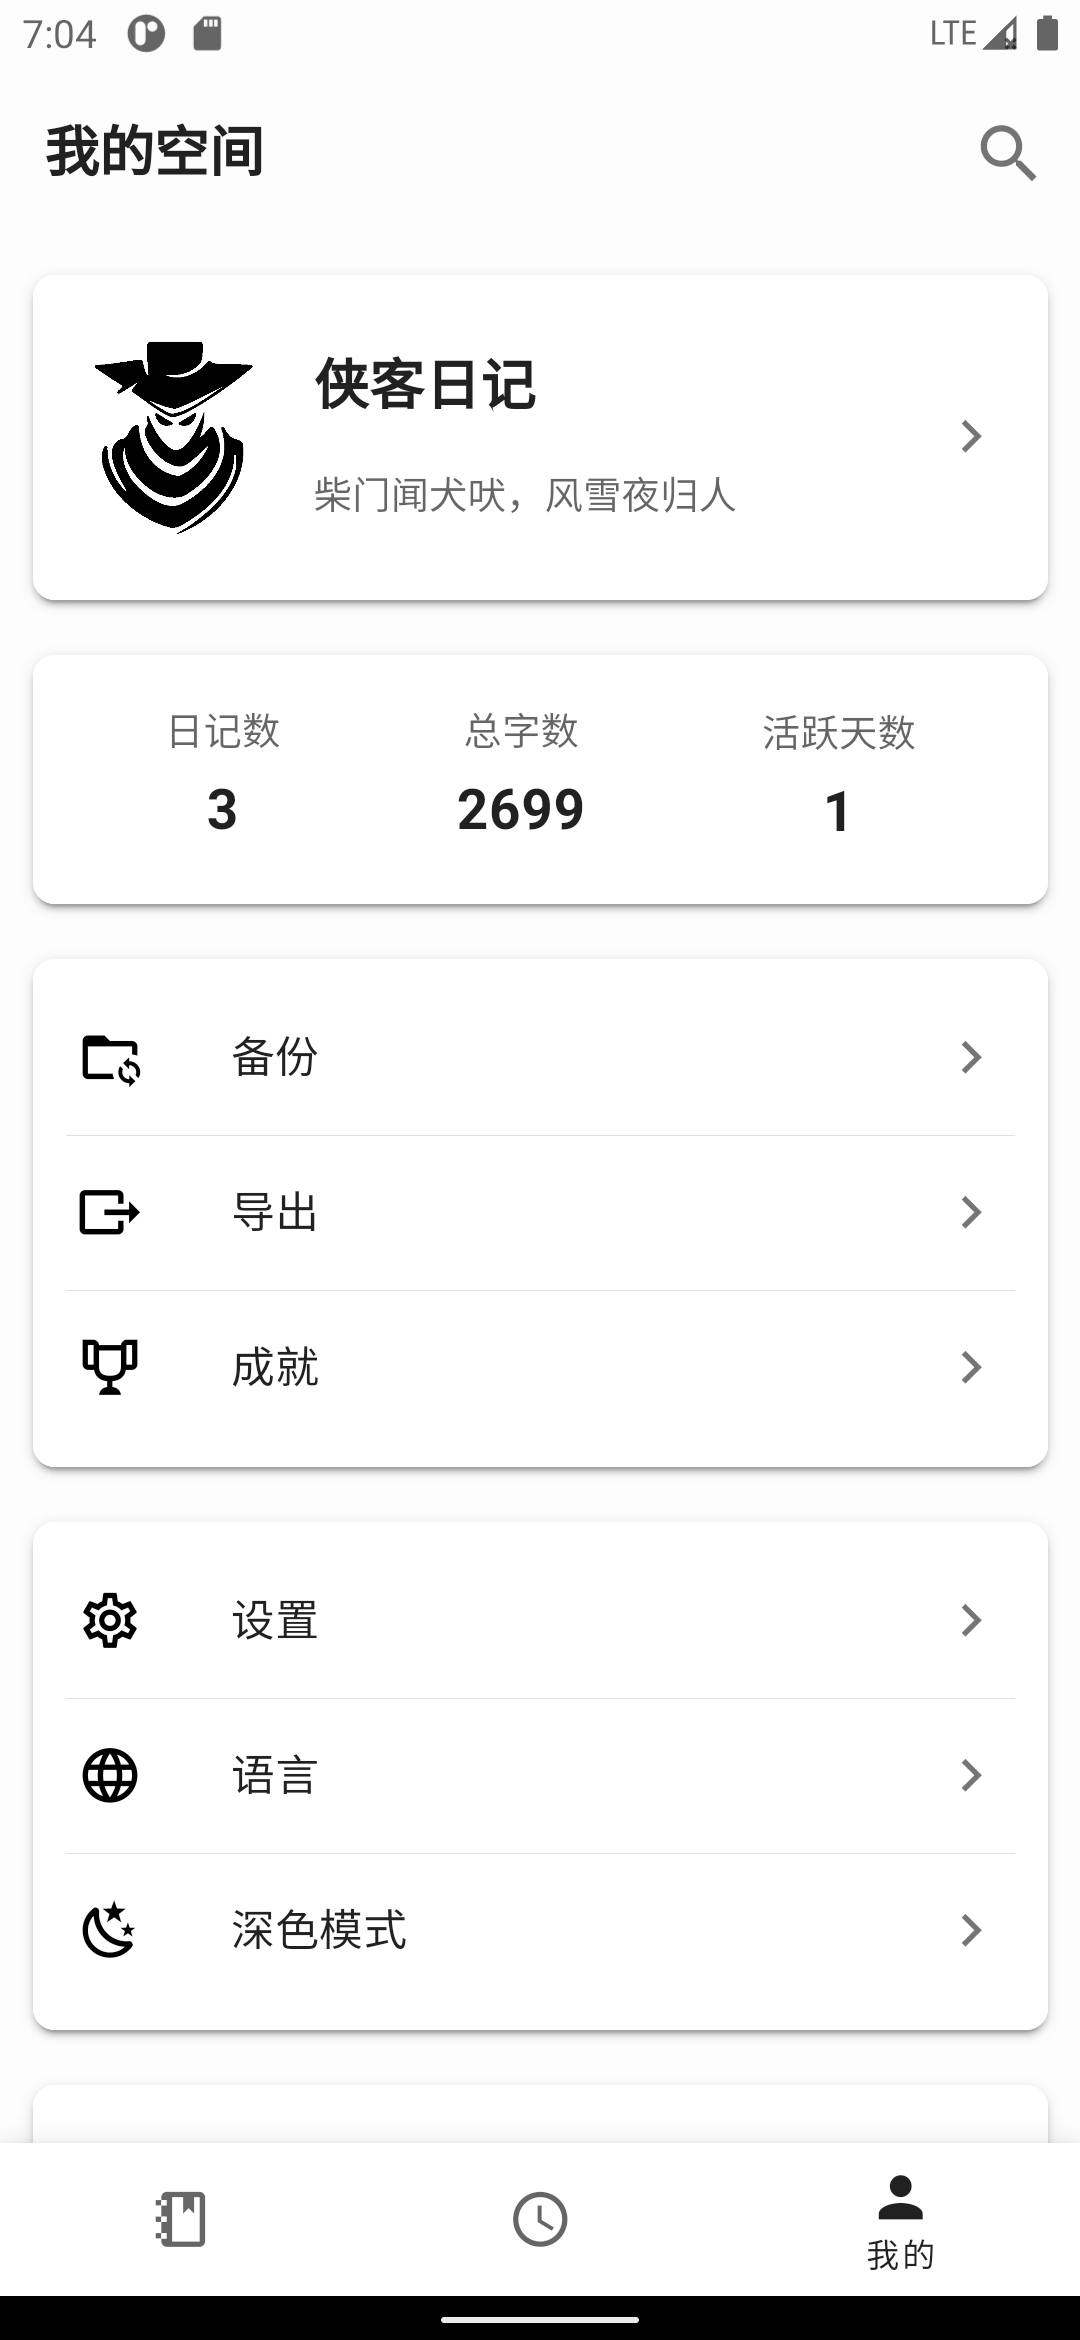 7:04
LTE
我的空间
侠客日记
柴门闻犬吠，风雪夜归人
日记数
总字数
活跃天数
3
2699
1
备份
导出
成就
设置
语言
深色模式
我的